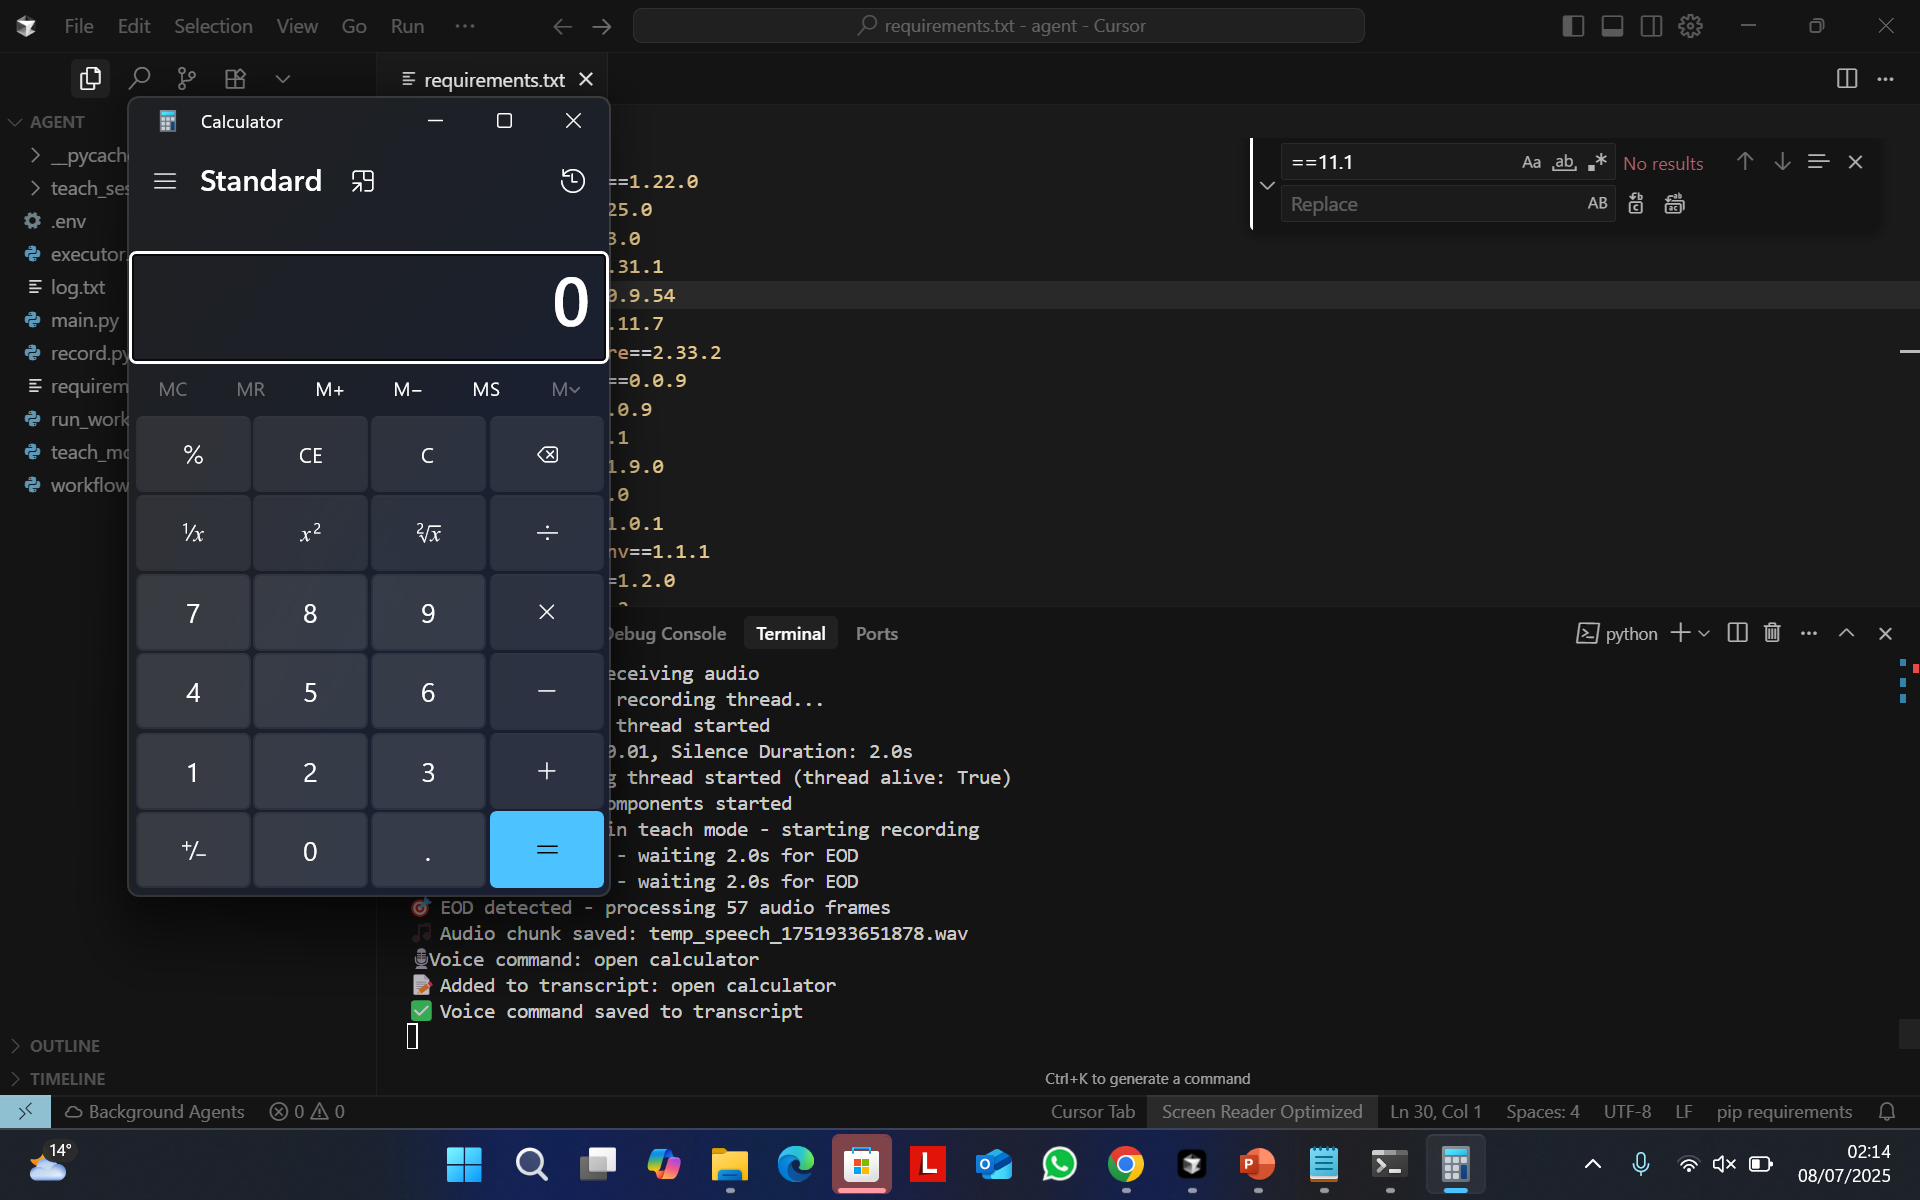 File Edit Selection View Go Run ···
requirements.txt - agent - Cursor
requirements.txt
AGENT
__pycach
teach_ses
.env
executor.
log.txt
main.py
record.py
requirem
run_work
teach_mo
workflow
Calculator
Standard
0
MC MR M+ M− MS M
% CE C
¹/x x² ²√x ÷
7 8 9 ×
4 5 6 −
1 2 3 +
+/− 0 . =
==1.22.0
25.0
3.0
.31.1
0.9.54
.11.7
re==2.33.2
==0.0.9
.0.9
.1
1.9.0
.0
1.0.1
nv==1.1.1
=1.2.0
==11.1 Aa ab .* No results
Replace AB
Debug Console Terminal Ports
python
eceiving audio
recording thread...
thread started
0.01, Silence Duration: 2.0s
g thread started (thread alive: True)
omponents started
in teach mode - starting recording
- waiting 2.0s for EOD
- waiting 2.0s for EOD
EOD detected - processing 57 audio frames
Audio chunk saved: temp_speech_1751933651878.wav
Voice command: open calculator
Added to transcript: open calculator
Voice command saved to transcript
Ctrl+K to generate a command
OUTLINE
TIMELINE
Background Agents 0 0
Cursor Tab Screen Reader Optimized Ln 30, Col 1 Spaces: 4 UTF-8 LF pip requirements
14°
02:14
08/07/2025